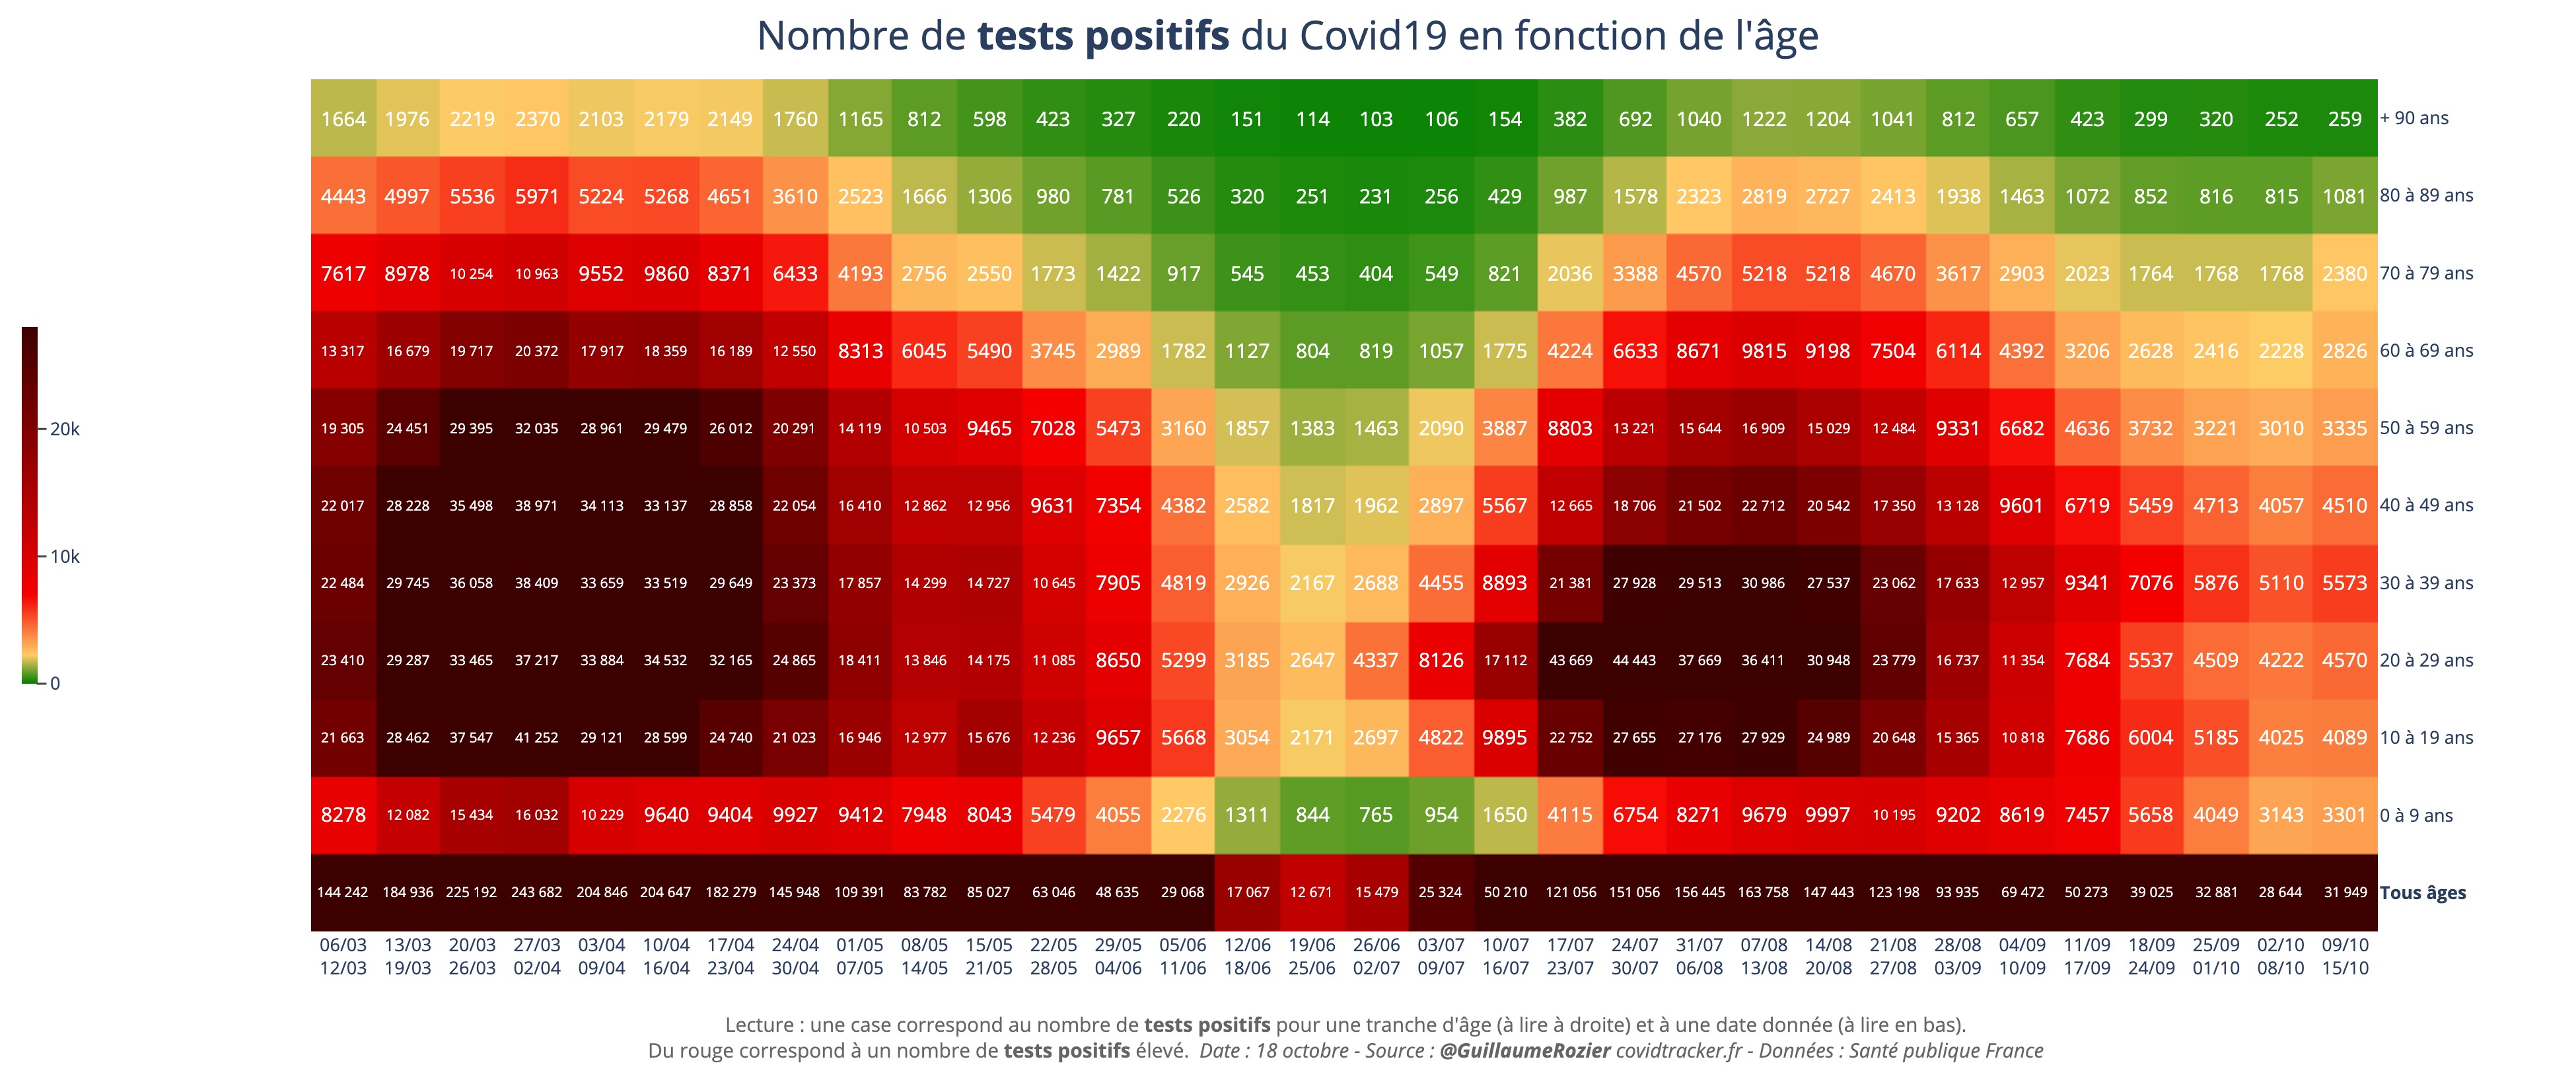 Nombre de tests positifs du Covid19 en fonction de l'âge
1664 1976 2219 2370 2103 2179 2149 1760 1165 812 598 423 327 220 151 114 103 106 154 382 692 1040 1222 1204 1041 812 657 423 299 320 252 259 + 90 ans
4443 4997 5536 5971 5224 5268 4651 3610 2523 1666 1306 980 781 526 320 251 231 256 429 987 1578 2323 2819 2727 2413 1938 1463 1072 852 816 815 1081 80 à 89 ans
7617 8978 10 254 10 963 9552 9860 8371 6433 4193 2756 2550 1773 1422 917 545 453 404 549 821 2036 3388 4570 5218 5218 4670 3617 2903 2023 1764 1768 1768 2380 70 à 79 ans
13 317 16 679 19 717 20 372 17 917 18 359 16 189 12 550 8313 6045 5490 3745 2989 1782 1127 804 819 1057 1775 4224 6633 8671 9815 9198 7504 6114 4392 3206 2628 2416 2228 2826 60 à 69 ans
20k 19 305 24 451 29 395 32 035 28 961 29 479 26 012 20 291 14 119 10 503 9465 7028 5473 3160 1857 1383 1463 2090 3887 8803 13 221 15 644 16 909 15 029 12 484 9331 6682 4636 3732 3221 3010 3335 50 à 59 ans
22 017 28 228 35 498 38 971 34 113 33 137 28 858 22 054 16 410 12 862 12 956 9631 7354 4382 2582 1817 1962 2897 5567 12 665 18 706 21 502 22 712 20 542 17 350 13 128 9601 6719 5459 4713 4057 4510 40 à 49 ans
10k 22 484 29 745 36 058 38 409 33 659 33 519 29 649 23 373 17 857 14 299 14 727 10 645 7905 4819 2926 2167 2688 4455 8893 21 381 27 928 29 513 30 986 27 537 23 062 17 633 12 957 9341 7076 5876 5110 5573 30 à 39 ans
0 23 410 29 287 33 465 37 217 33 884 34 532 32 165 24 865 18 411 13 846 14 175 11 085 8650 5299 3185 2647 4337 8126 17 112 43 669 44 443 37 669 36 411 30 948 23 779 16 737 11 354 7684 5537 4509 4222 4570 20 à 29 ans
21 663 28 462 37 547 41 252 29 121 28 599 24 740 21 023 16 946 12 977 15 676 12 236 9657 5668 3054 2171 2697 4822 9895 22 752 27 655 27 176 27 929 24 989 20 648 15 365 10 818 7686 6004 5185 4025 4089 10 à 19 ans
8278 12 082 15 434 16 032 10 229 9640 9404 9927 9412 7948 8043 5479 4055 2276 1311 844 765 954 1650 4115 6754 8271 9679 9997 10 195 9202 8619 7457 5658 4049 3143 3301 0 à 9 ans
144 242 184 936 225 192 243 682 204 846 204 647 182 279 145 948 109 391 83 782 85 027 63 046 48 635 29 068 17 067 12 671 15 479 25 324 50 210 121 056 151 056 156 445 163 758 147 443 123 198 93 935 69 472 50 273 39 025 32 881 28 644 31 949 Tous âges
06/03 13/03 20/03 27/03 03/04 10/04 17/04 24/04 01/05 08/05 15/05 22/05 29/05 05/06 12/06 19/06 26/06 03/07 10/07 17/07 24/07 31/07 07/08 14/08 21/08 28/08 04/09 11/09 18/09 25/09 02/10 09/10
12/03 19/03 26/03 02/04 09/04 16/04 23/04 30/04 07/05 14/05 21/05 28/05 04/06 11/06 18/06 25/06 02/07 09/07 16/07 23/07 30/07 06/08 13/08 20/08 27/08 03/09 10/09 17/09 24/09 01/10 08/10 15/10
Lecture : une case correspond au nombre de tests positifs pour une tranche d'âge (à lire à droite) et à une date donnée (à lire en bas).
Du rouge correspond à un nombre de tests positifs élevé. Date : 18 octobre - Source : @GuillaumeRozier covidtracker.fr - Données : Santé publique France